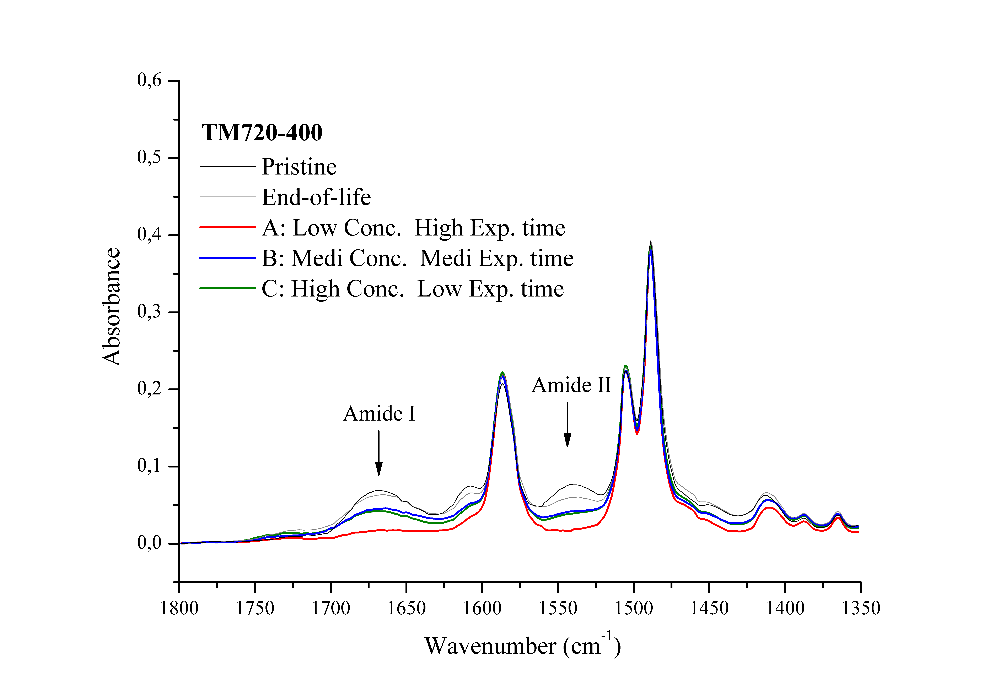 0,6
0,5
0,4
0,3
0,2
0,1
0,0
Absorbance
TM720-400
Pristine
End-of-life
A: Low Conc. High Exp. time
B: Medi Conc. Medi Exp. time
C: High Conc. Low Exp. time
Amide I
Amide II
1800 1750 1700 1650 1600 1550 1500 1450 1400 1350
Wavenumber (cm-1)